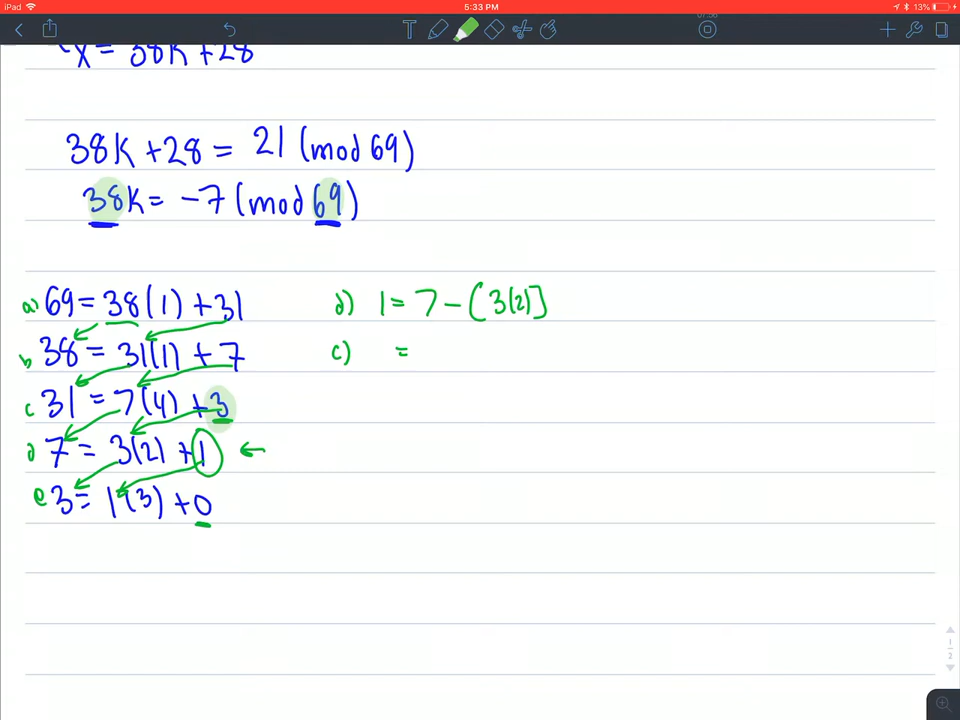 iPad 5:33 PM 13%
x = 38K +28
38K +28 = 21 (mod 69)
38K = -7 (mod 69)
a) 69 = 38(1) + 31
b 38 = 31(1) + 7
c 31 = 7(4) + 3
d 7 = 3(2) + 1 ←
e 3 = 1(3) + 0
d) 1 = 7 - [3(2)]
c) =
1
2